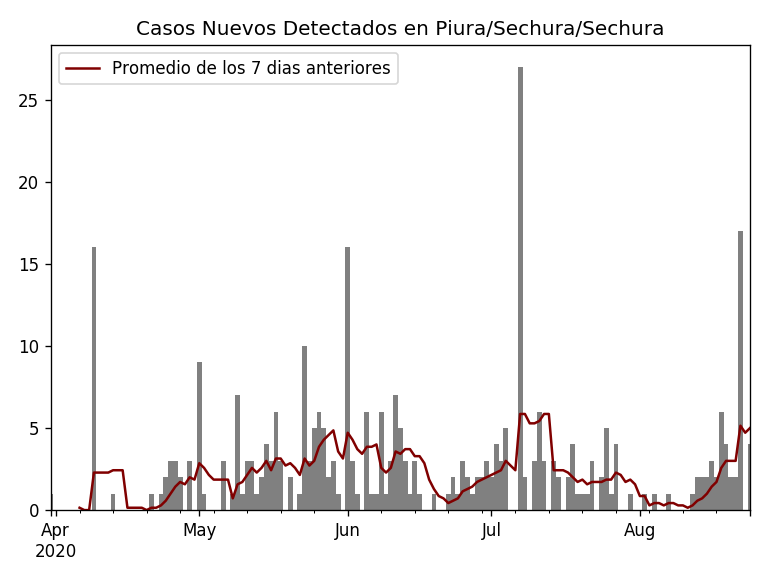 Casos Nuevos Detectados en Piura/Sechura/Sechura
Promedio de los 7 dias anteriores
25
20
15
10
5
0
Apr
2020
May
Jun
Jul
Aug